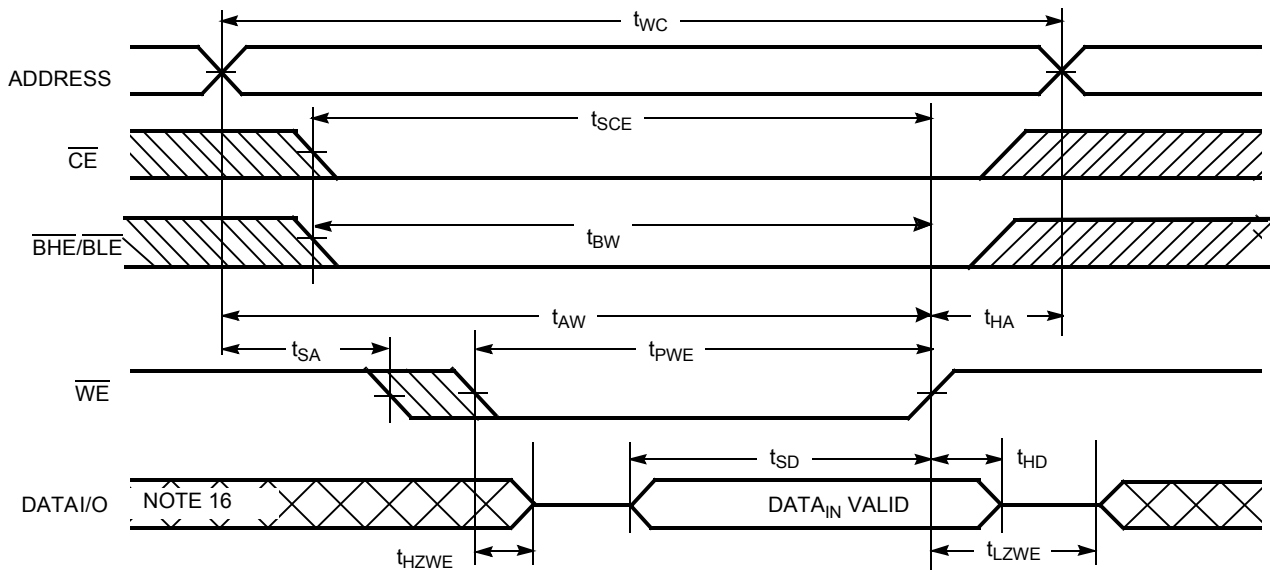 tWC
ADDRESS
tSCE
CE
BHE/BLE
tBW
tAW
tHA
tSA
tPWE
WE
tSD
tHD
DATAI/O
NOTE 16
DATAIN VALID
tHZWE
tLZWE